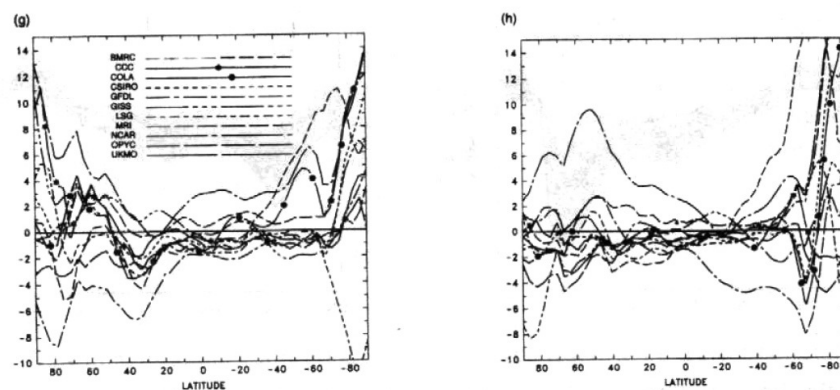 (g)
14
12
10
8
6
4
2
0
-2
-4
-6
-8
-10
BMRC
CCC
COLA
CSIRO
GFDL
GISS
LSG
MRI
NCAR
OPYC
UKMO
80 60 40 20 0 -20 -40 -60 -80
LATITUDE
(h)
14
12
10
8
6
4
2
0
-2
-4
-6
-8
-10
80 60 40 20 0 -20 -40 -60 -80
LATITUDE